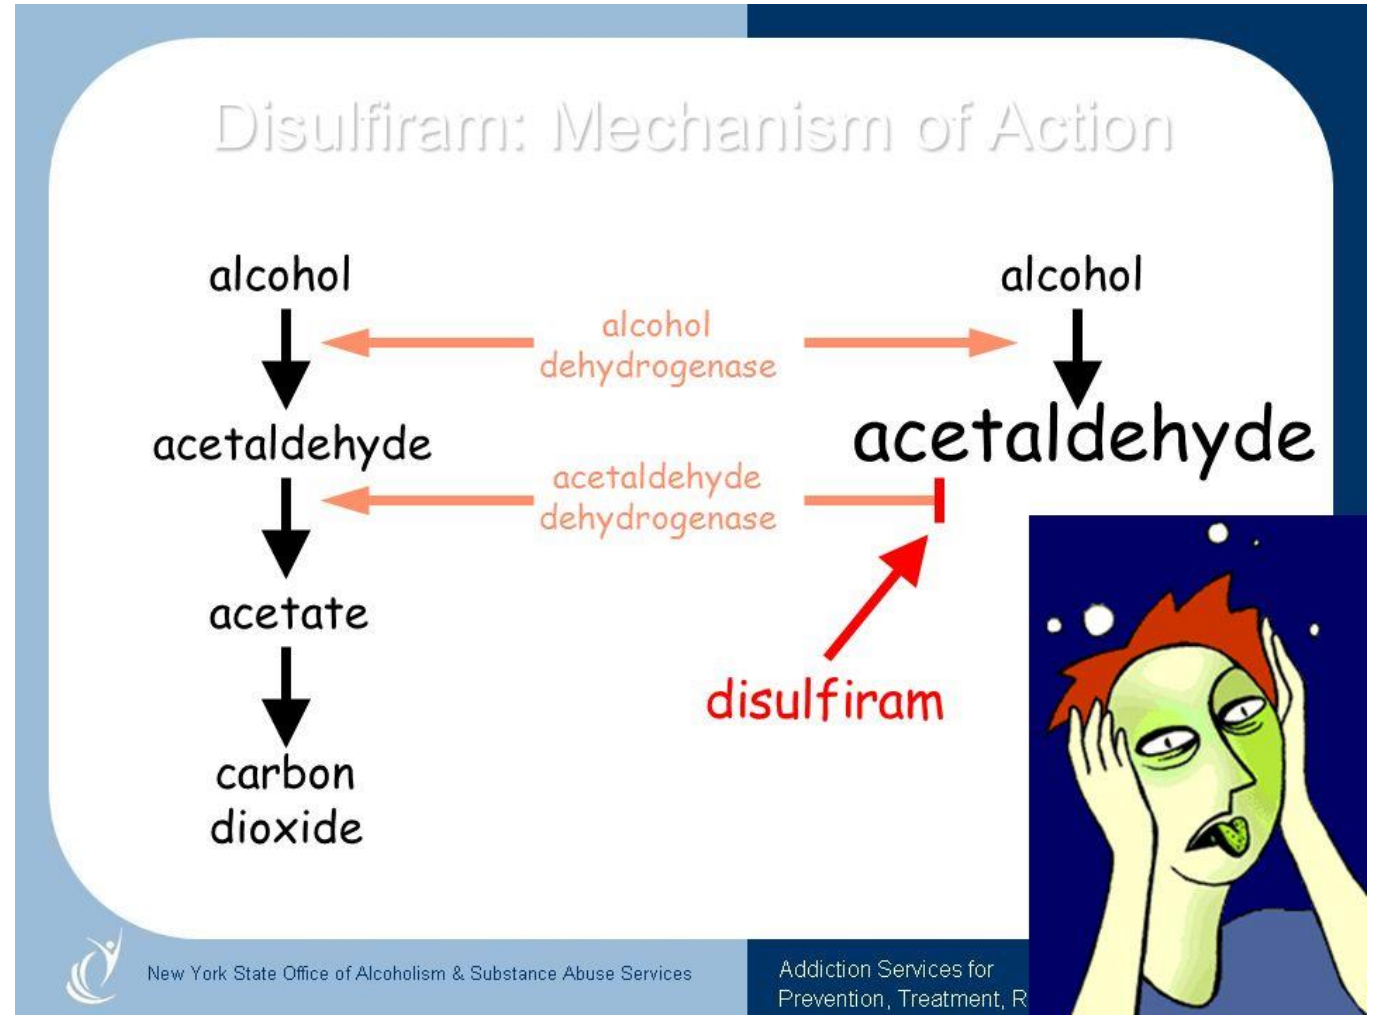 Disulfiram: Mechanism of Action
alcohol
alcohol
dehydrogenase
acetaldehyde
acetaldehyde
dehydrogenase
acetate
carbon
dioxide
alcohol
acetaldehyde
disulfiram
New York State Office of Alcoholism & Substance Abuse Services
Addiction Services for
Prevention, Treatment, R